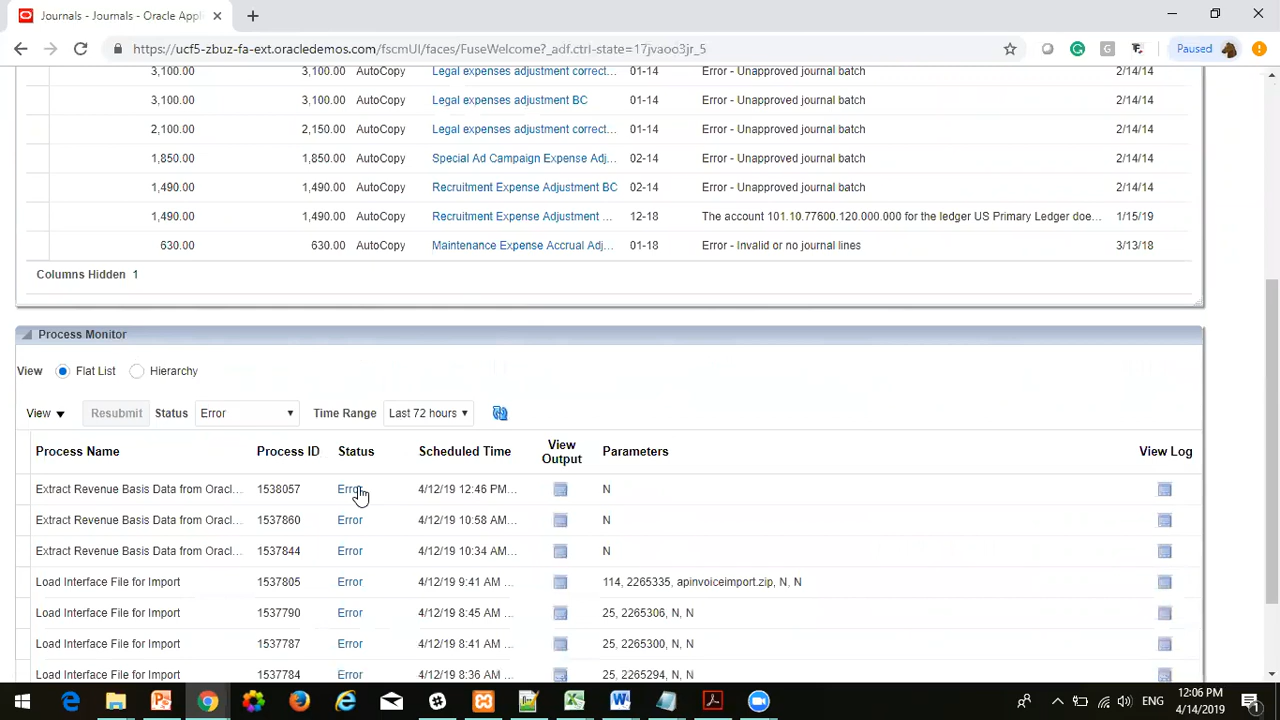 Journals - Journals - Oracle Appli
https://ucf5-zbuz-fa-ext.oracledemos.com/fscmUI/faces/FuseWelcome?_adf.ctrl-state=17jvaoo3jr_5
Paused
3,100.00 3,100.00 AutoCopy Legal expenses adjustment correct... 01-14 Error - Unapproved journal batch 2/14/14
3,100.00 3,100.00 AutoCopy Legal expenses adjustment BC 01-14 Error - Unapproved journal batch 2/14/14
2,100.00 2,150.00 AutoCopy Legal expenses adjustment correct... 01-14 Error - Unapproved journal batch 2/14/14
1,850.00 1,850.00 AutoCopy Special Ad Campaign Expense Adj... 02-14 Error - Unapproved journal batch 2/14/14
1,490.00 1,490.00 AutoCopy Recruitment Expense Adjustment BC 02-14 Error - Unapproved journal batch 2/14/14
1,490.00 1,490.00 AutoCopy Recruitment Expense Adjustment ... 12-18 The account 101.10.77600.120.000.000 for the ledger US Primary Ledger doe... 1/15/19
630.00 630.00 AutoCopy Maintenance Expense Accrual Adj... 01-18 Error - Invalid or no journal lines 3/13/18
Columns Hidden 1
Process Monitor
View Flat List Hierarchy
View Resubmit Status Error Time Range Last 72 hours
Process Name Process ID Status Scheduled Time View Output Parameters View Log
Extract Revenue Basis Data from Oracl... 1538057 Error 4/12/19 12:46 PM... N
Extract Revenue Basis Data from Oracl... 1537860 Error 4/12/19 10:58 AM... N
Extract Revenue Basis Data from Oracl... 1537844 Error 4/12/19 10:34 AM... N
Load Interface File for Import 1537805 Error 4/12/19 9:41 AM ... 114, 2265335, apinvoiceimport.zip, N, N
Load Interface File for Import 1537790 Error 4/12/19 8:45 AM ... 25, 2265306, N, N
Load Interface File for Import 1537787 Error 4/12/19 8:41 AM ... 25, 2265300, N, N
Load Interface File for Import 1537784 Error 4/12/19 8:36 AM ... 25, 2265294, N, N
ENG 12:06 PM
4/14/2019